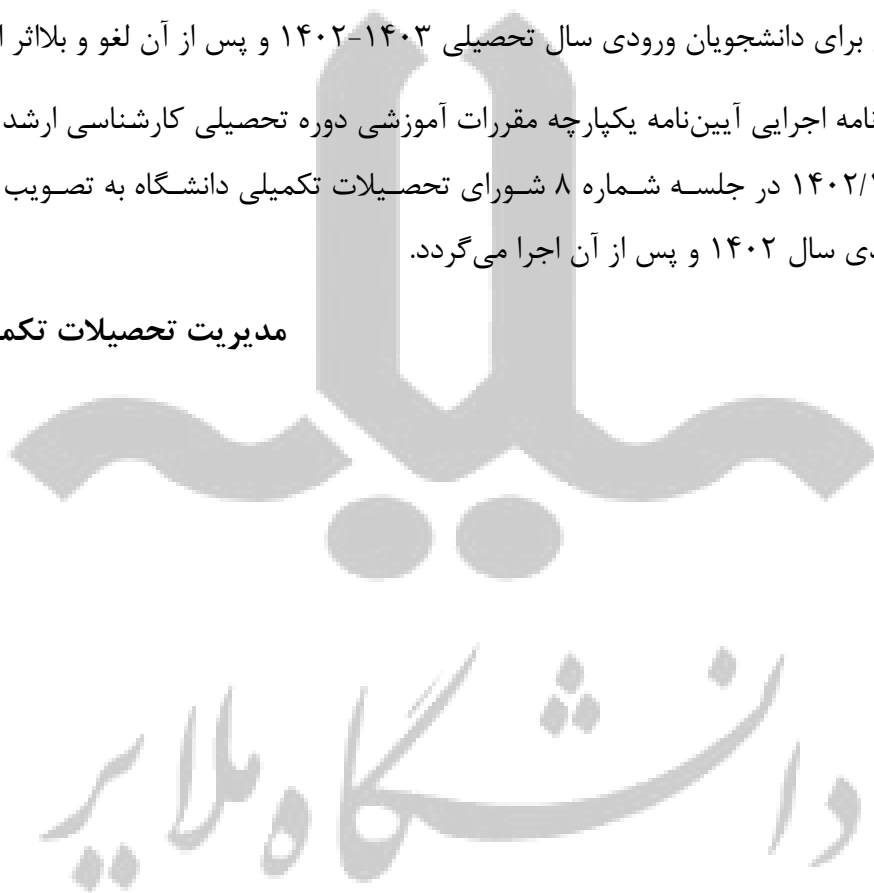 برای دانشجویان ورودی سال تحصیلی ۱۴۰۳-۱۴۰۲ و پس از آن لغو و بلااثر ا
نامه اجرایی آیین‌نامه یکپارچه مقررات آموزشی دوره تحصیلی کارشناسی ارشد
۱۴۰۲/ در جلسه شماره ۸ شورای تحصیلات تکمیلی دانشگاه به تصویب
دی سال ۱۴۰۲ و پس از آن اجرا می‌گردد.
مدیریت تحصیلات تکم
دانشگاه ملایر